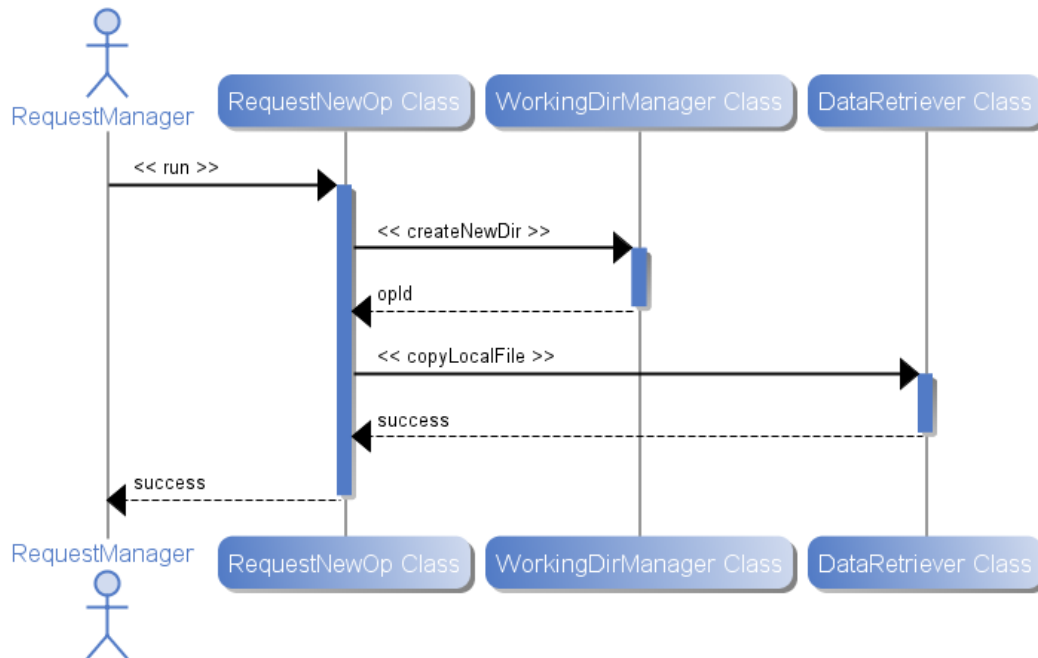 RequestManager
RequestNewOp Class
WorkingDirManager Class
DataRetriever Class
<< run >>
<< createNewDir >>
opId
<< copyLocalFile >>
success
success
RequestManager
RequestNewOp Class
WorkingDirManager Class
DataRetriever Class